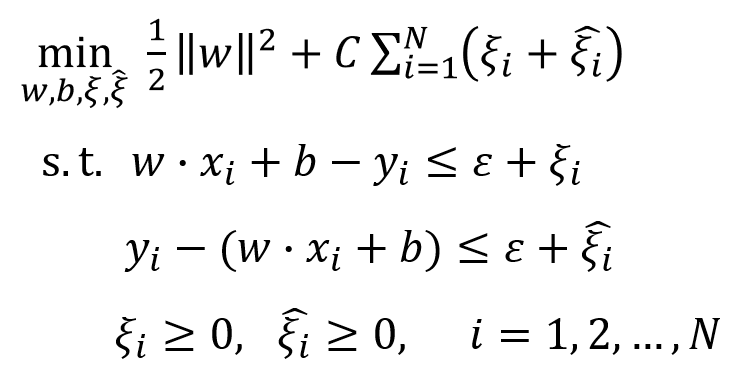 min_{w,b,ξ,ξ̂} 1/2 ‖w‖² + C ∑_{i=1}^{N}(ξ_i + ξ̂_i)
s.t. w · x_i + b − y_i ≤ ε + ξ_i
y_i − (w · x_i + b) ≤ ε + ξ̂_i
ξ_i ≥ 0, ξ̂_i ≥ 0, i = 1, 2, …, N